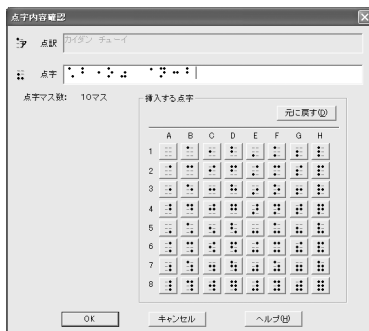 点字内容確認
点訳 カイダン チューイ
点字 ⠡⠃⠐⠕⠴ ⠈⠝⠒⠃
点字マス数: 10マス
挿入する点字
元に戻す(D)
A B C D E F G H
1
2
3
4
5
6
7
8
OK キャンセル ヘルプ(H)